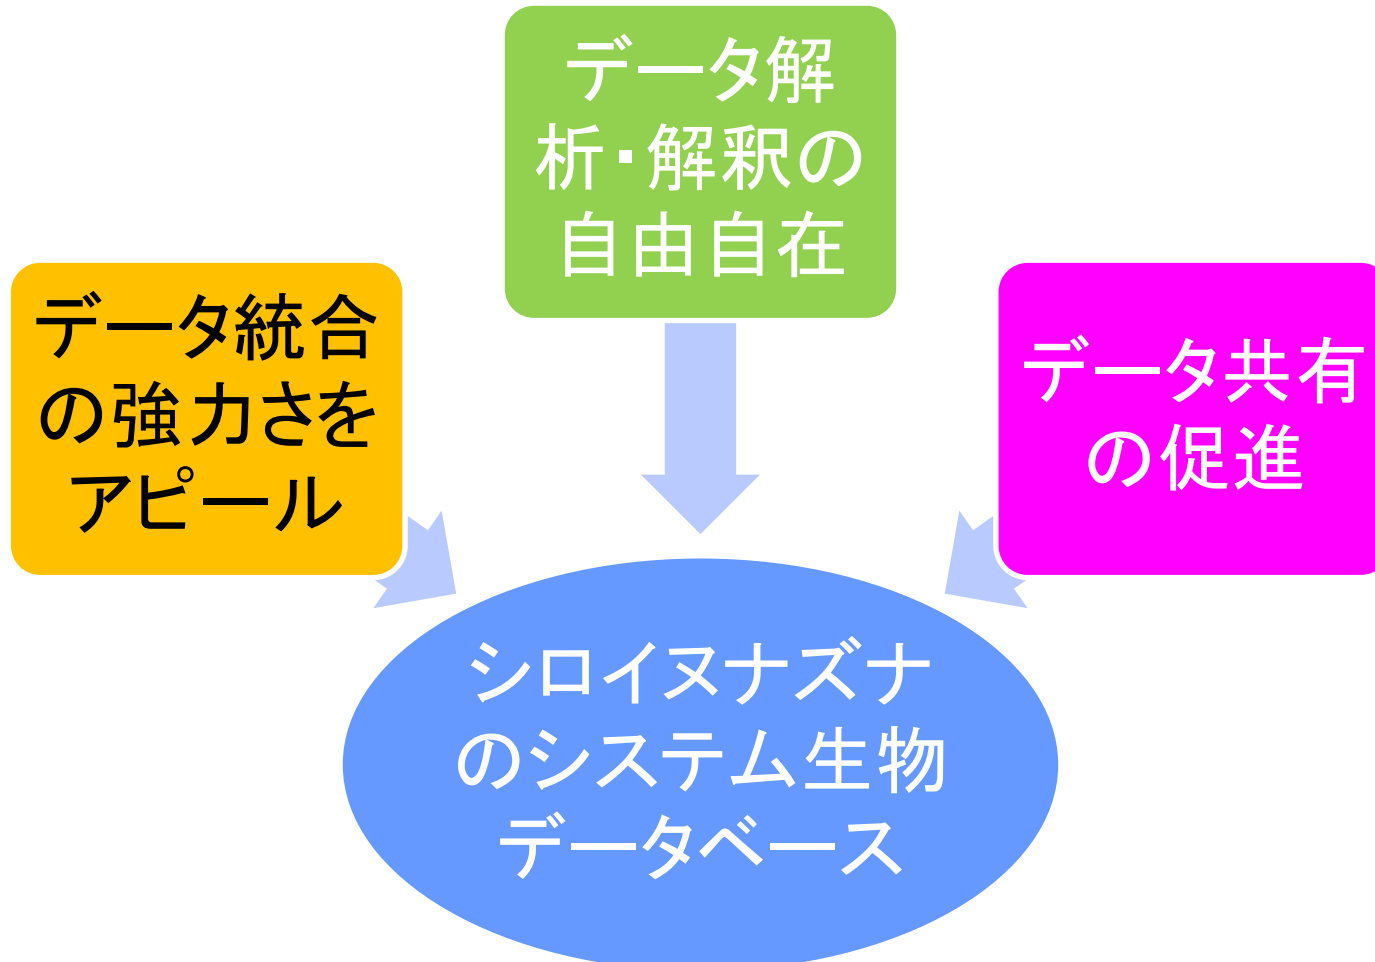 データ解
析・解釈の
自由自在
データ統合
の強力さを
アピール
データ共有
の促進
シロイヌナズナ
のシステム生物
データベース